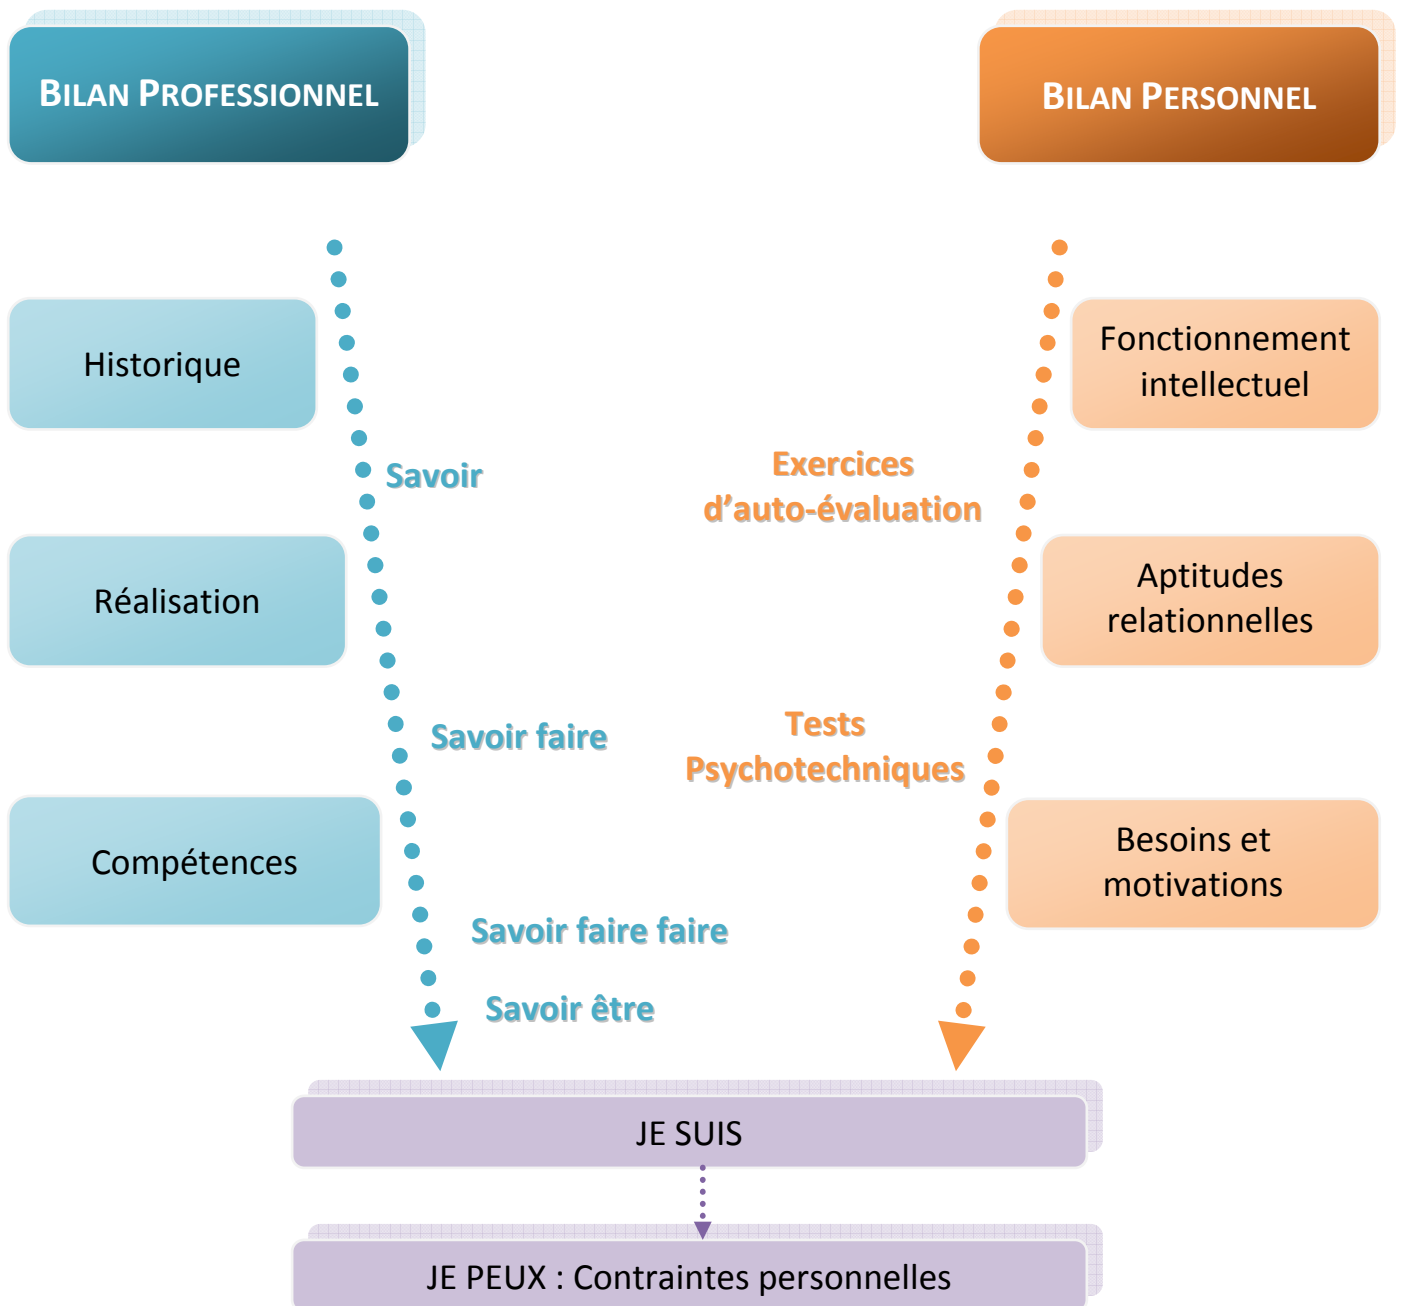 BILAN PROFESSIONNEL
BILAN PERSONNEL
Historique
Fonctionnement
intellectuel
Savoir
Exercices
d’auto-évaluation
Réalisation
Aptitudes
relationnelles
Savoir faire
Tests
Psychotechniques
Compétences
Besoins et
motivations
Savoir faire faire
Savoir être
JE SUIS
JE PEUX : Contraintes personnelles